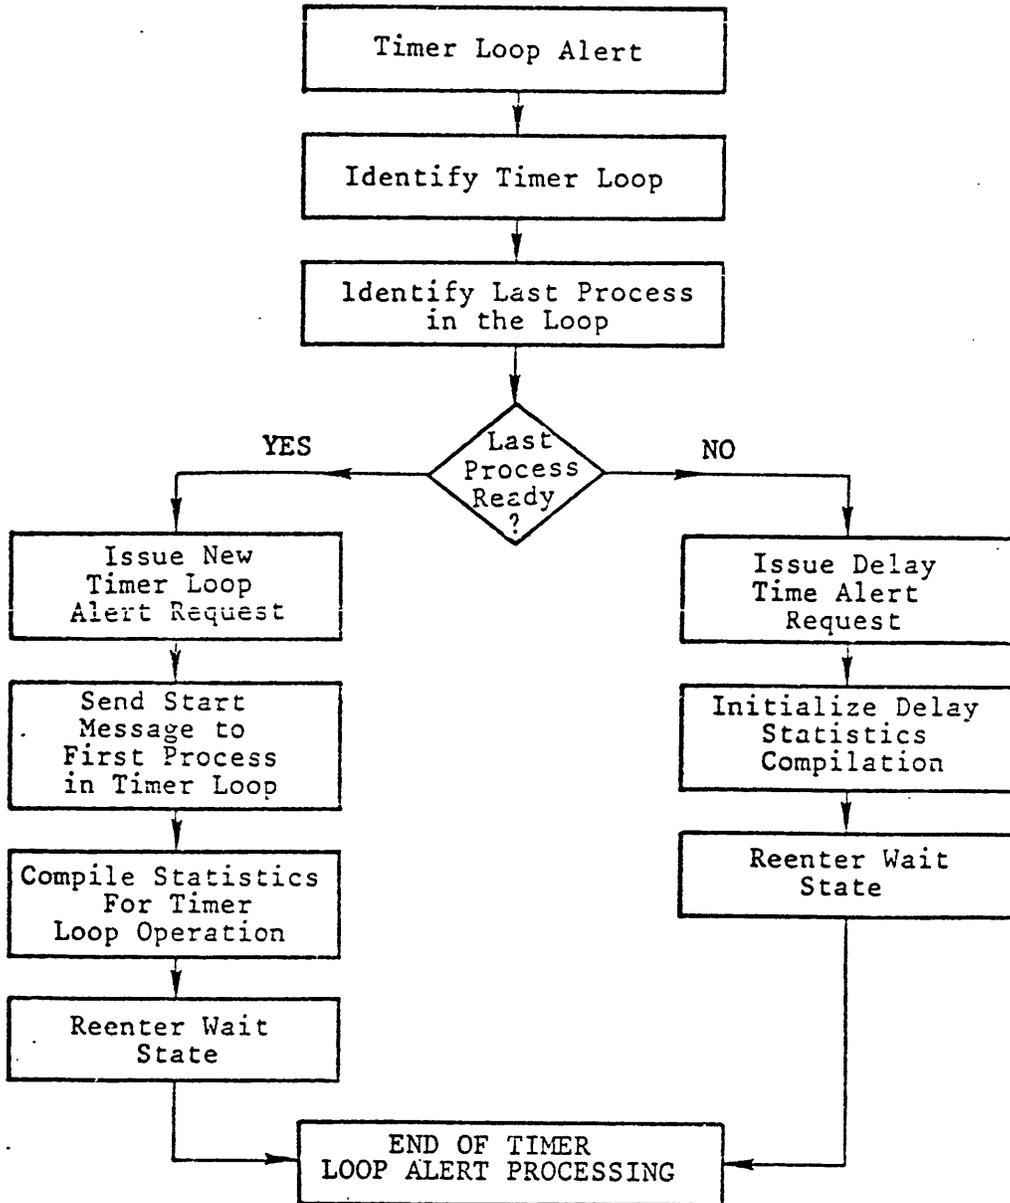 Timer Loop Alert
Identify Timer Loop
Identify Last Process
in the Loop
Last
Process
Ready
?
YES
NO
Issue New
Timer Loop
Alert Request
Send Start
Message to
First Process
in Timer Loop
Compile Statistics
For Timer
Loop Operation
Reenter Wait
State
Issue Delay
Time Alert
Request
Initialize Delay
Statistics
Compilation
Reenter Wait
State
END OF TIMER
LOOP ALERT PROCESSING